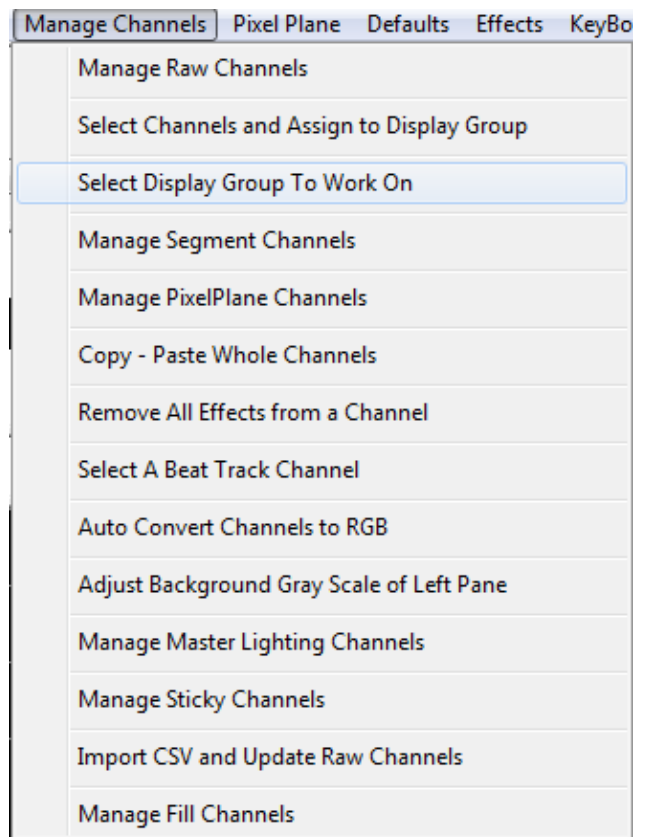 Manage Channels Pixel Plane Defaults Effects KeyBo
Manage Raw Channels
Select Channels and Assign to Display Group
Select Display Group To Work On
Manage Segment Channels
Manage PixelPlane Channels
Copy - Paste Whole Channels
Remove All Effects from a Channel
Select A Beat Track Channel
Auto Convert Channels to RGB
Adjust Background Gray Scale of Left Pane
Manage Master Lighting Channels
Manage Sticky Channels
Import CSV and Update Raw Channels
Manage Fill Channels